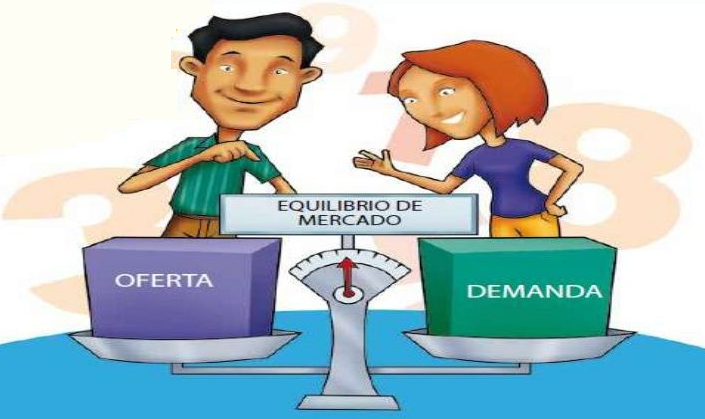 EQUILIBRIO DE
MERCADO
OFERTA
DEMANDA